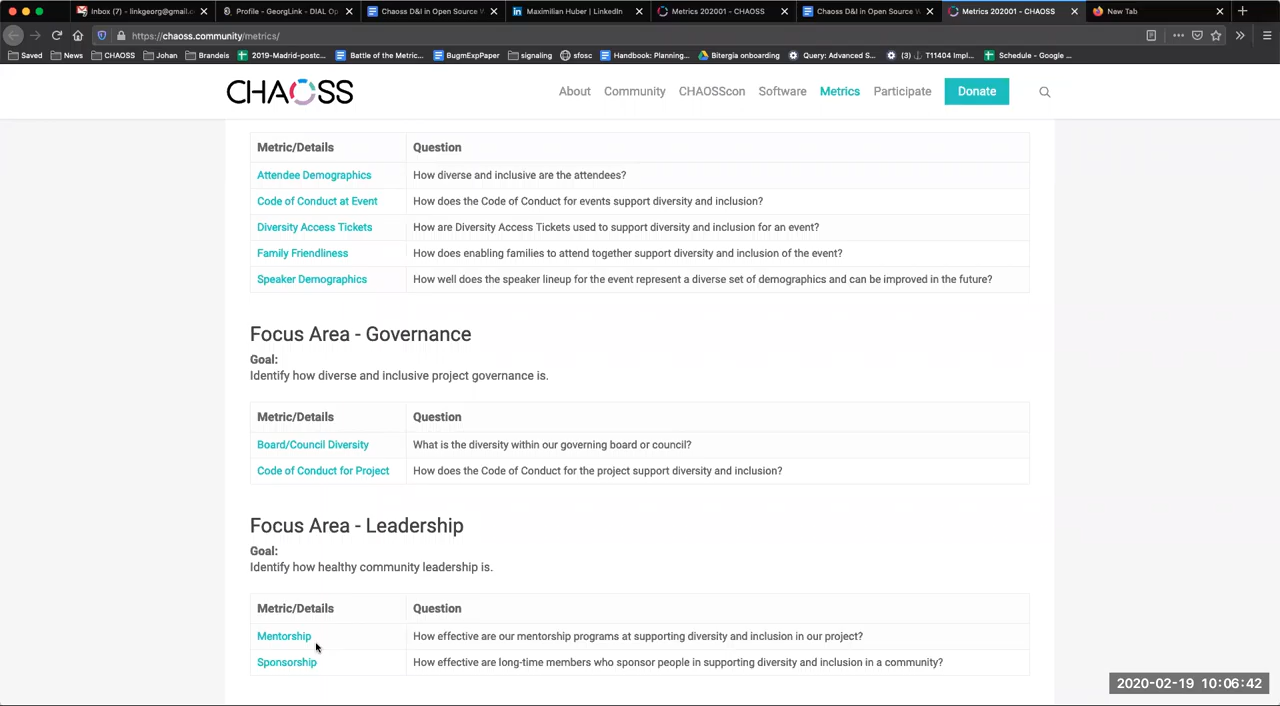 Inbox (7) - linkgeorg@gmail.c
Profile - GeorgLink - DIAL Op
Chaoss D&I in Open Source W
Maximilian Huber | LinkedIn
Metrics 202001 - CHAOSS
Chaoss D&I in Open Source W
Metrics 202001 - CHAOSS
New Tab
https://chaoss.community/metrics/
Saved News CHAOSS Johan Brandeis 2019-Madrid-postc... Battle of the Metric... BugmExpPaper signaling sfosc Handbook: Planning... Bitergia onboarding Query: Advanced S... (3) T11404 Impl... Schedule - Google ...
CHAOSS
About Community CHAOSScon Software Metrics Participate Donate
Metric/Details Question
Attendee Demographics How diverse and inclusive are the attendees?
Code of Conduct at Event How does the Code of Conduct for events support diversity and inclusion?
Diversity Access Tickets How are Diversity Access Tickets used to support diversity and inclusion for an event?
Family Friendliness How does enabling families to attend together support diversity and inclusion of the event?
Speaker Demographics How well does the speaker lineup for the event represent a diverse set of demographics and can be improved in the future?
Focus Area - Governance
Goal:
Identify how diverse and inclusive project governance is.
Metric/Details Question
Board/Council Diversity What is the diversity within our governing board or council?
Code of Conduct for Project How does the Code of Conduct for the project support diversity and inclusion?
Focus Area - Leadership
Goal:
Identify how healthy community leadership is.
Metric/Details Question
Mentorship How effective are our mentorship programs at supporting diversity and inclusion in our project?
Sponsorship How effective are long-time members who sponsor people in supporting diversity and inclusion in a community?
2020-02-19 10:06:42